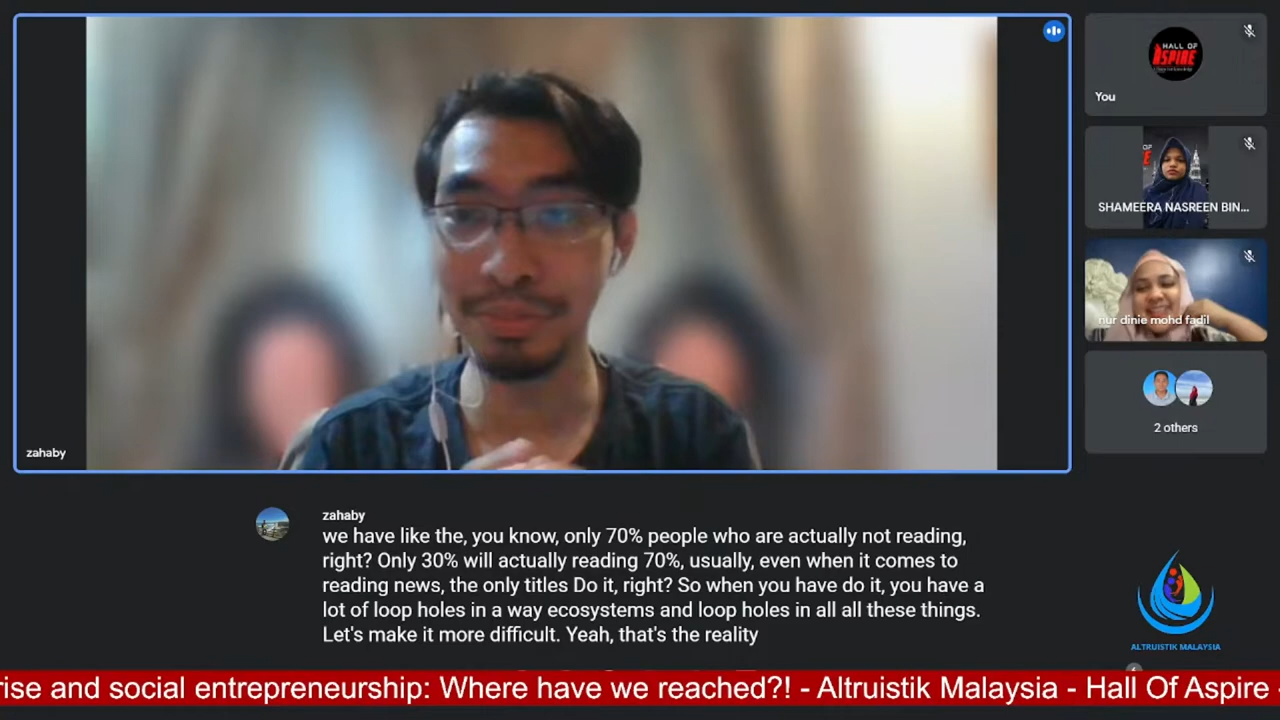 HALL OF
ASPIRE
You
SHAMEERA NASREEN BIN...
nur dinie mohd fadil
2 others
zahaby
zahaby
we have like the, you know, only 70% people who are actually not reading,
right? Only 30% will actually reading 70%, usually, even when it comes to
reading news, the only titles Do it, right? So when you have do it, you have a
lot of loop holes in a way ecosystems and loop holes in all all these things.
Let's make it more difficult. Yeah, that's the reality
ALTRUISTIK MALAYSIA
rise and social entrepreneurship: Where have we reached?! - Altruistik Malaysia - Hall Of Aspire -